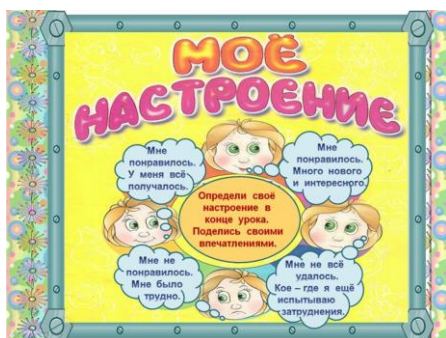 МОЁ
НАСТРОЕНИЕ
Мне
понравилось.
У меня всё
получалось.
Мне
понравилось.
Много нового
и интересного.
Определи своё
настроение в
конце урока.
Поделись своими
впечатлениями.
Мне не
понравилось.
Мне было
трудно.
Мне не всё
удалось.
Кое – где я ещё
испытываю
затруднения.